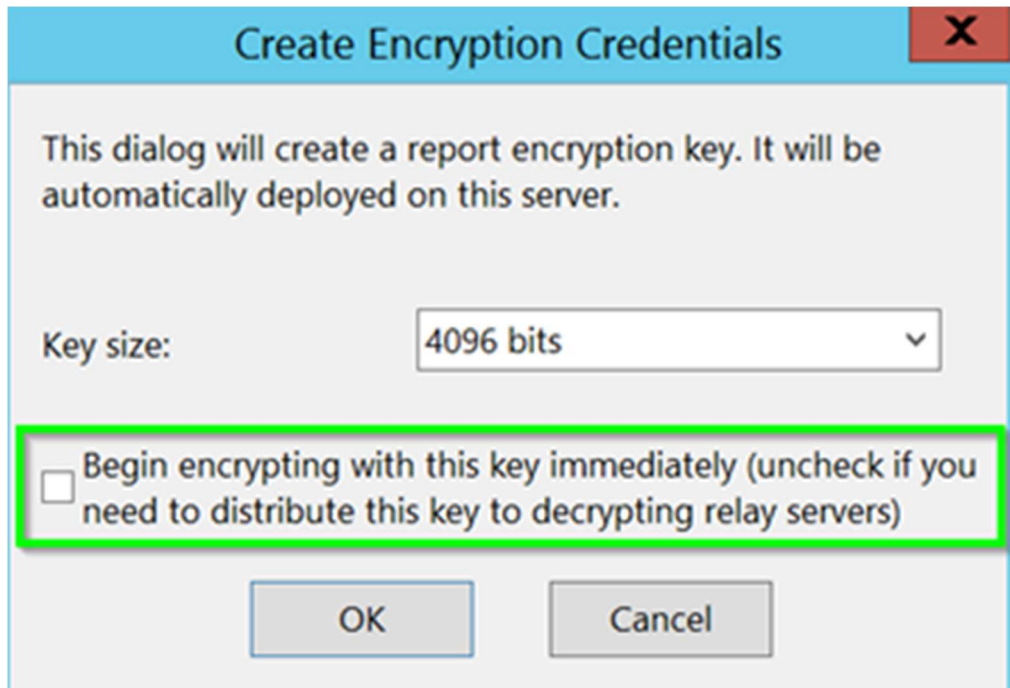 Create Encryption Credentials
X
This dialog will create a report encryption key. It will be
automatically deployed on this server.
Key size:
4096 bits
Begin encrypting with this key immediately (uncheck if you
need to distribute this key to decrypting relay servers)
OK
Cancel